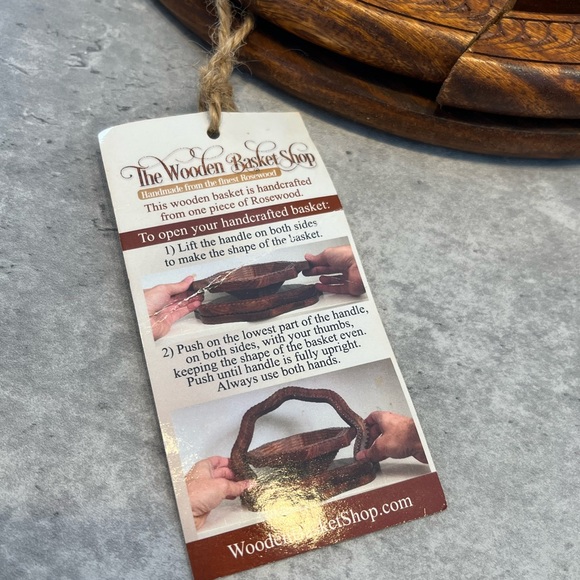 The Wooden Basket Shop
Handmade from the finest Rosewood
This wooden basket is handcrafted
from one piece of Rosewood.
To open your handcrafted basket:
1) Lift the handle on both sides
to make the shape of the basket.
2) Push on the lowest part of the handle,
on both sides, with your thumbs,
keeping the shape of the basket even.
Push until handle is fully upright.
Always use both hands.
WoodenBasketShop.com